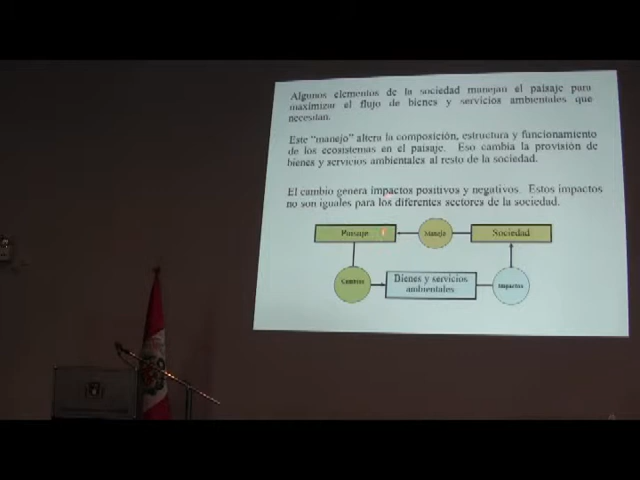 Algunos elementos de la sociedad manejan el paisaje para
maximizar el flujo de bienes y servicios ambientales que
necesitan.
Este "manejo" altera la composición, estructura y funcionamiento
de los ecosistemas en el paisaje. Eso cambia la provisión de
bienes y servicios ambientales al resto de la sociedad.
El cambio genera impactos positivos y negativos. Estos impactos
no son iguales para los diferentes sectores de la sociedad.
Paisaje
Manejo
Sociedad
Cambios
Bienes y servicios
ambientales
Impactos